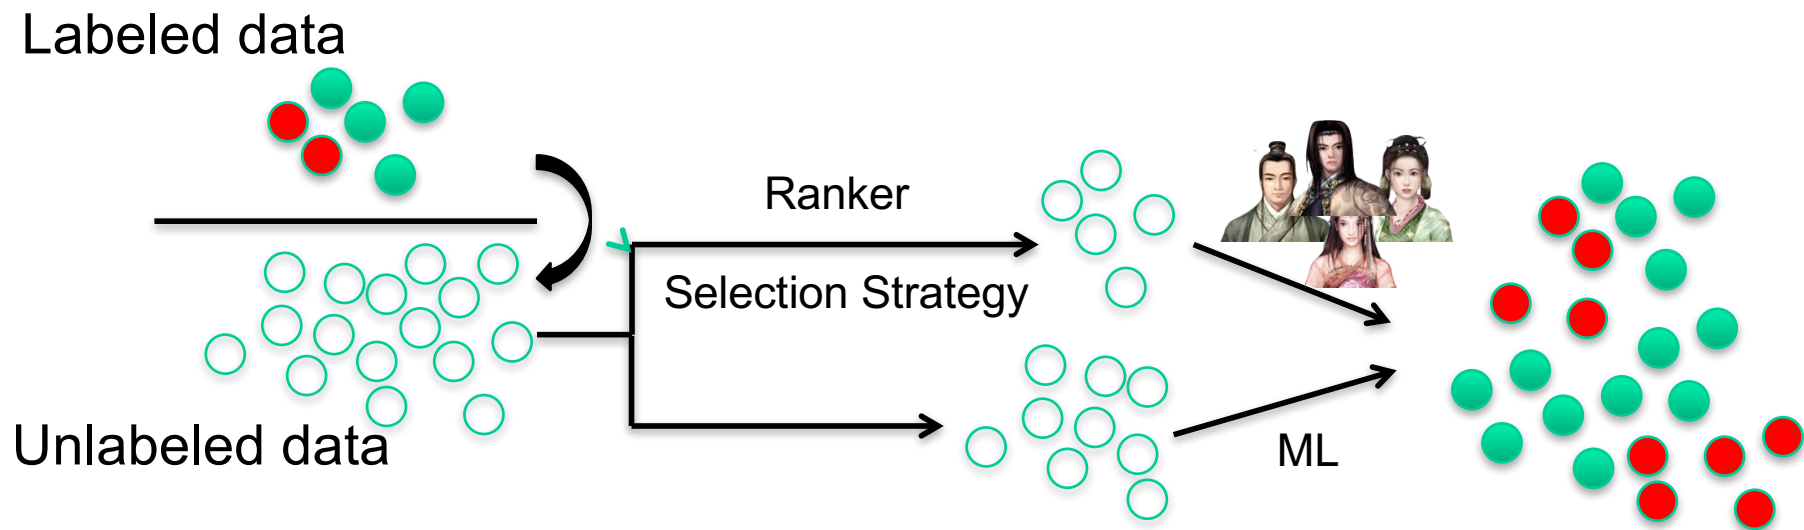 Labeled data
Ranker
Selection Strategy
Unlabeled data
ML